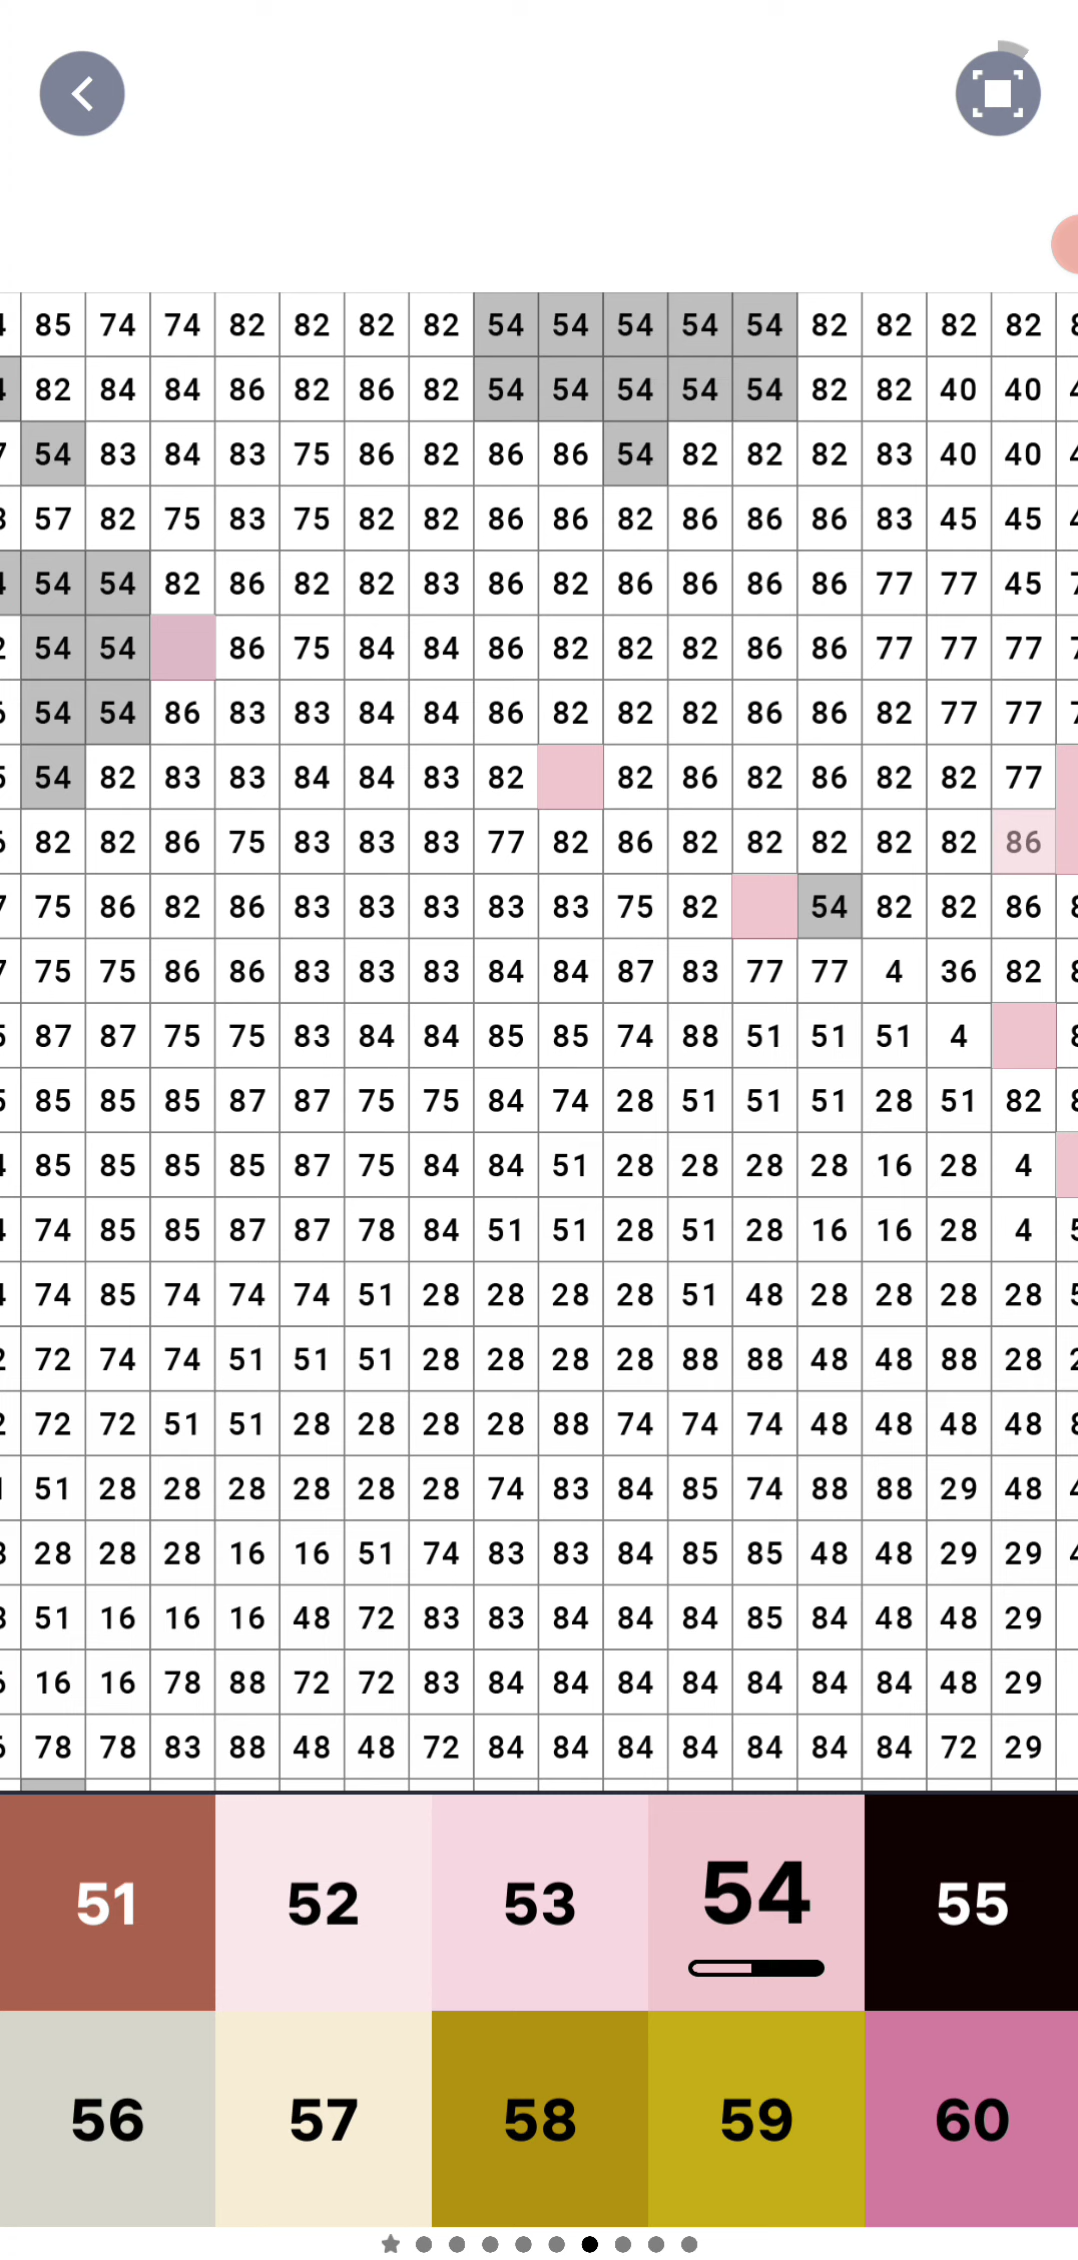 85 74 74 82 82 82 82 54 54 54 54 54 82 82 82 82
82 84 84 86 82 86 82 54 54 54 54 54 82 82 40 40
54 83 84 83 75 86 82 86 86 54 82 82 82 83 40 40
57 82 75 83 75 82 82 86 86 82 86 86 86 83 45 45
54 54 82 86 82 82 83 86 82 86 86 86 86 77 77 45
54 54 86 75 84 84 86 82 82 82 86 86 77 77 77
54 54 86 83 83 84 84 86 82 82 82 86 86 82 77 77
54 82 83 83 84 84 83 82 82 86 82 86 82 82 77
82 82 86 75 83 83 83 77 82 86 82 82 82 82 82 86
75 86 82 86 83 83 83 83 83 75 82 54 82 82 86
75 75 86 86 83 83 83 84 84 87 83 77 77 4 36 82
87 87 75 75 83 84 84 85 85 74 88 51 51 51 4
85 85 85 87 87 75 75 84 74 28 51 51 51 28 51 82
85 85 85 85 87 75 84 84 51 28 28 28 28 16 28 4
74 85 85 87 87 78 84 51 51 28 51 28 16 16 28 4
74 85 74 74 74 51 28 28 28 28 51 48 28 28 28 28
72 74 74 51 51 51 28 28 28 28 88 88 48 48 88 28
72 72 51 51 28 28 28 28 88 74 74 74 48 48 48 48
51 28 28 28 28 28 28 74 83 84 85 74 88 88 29 48
28 28 28 16 16 51 74 83 83 84 85 85 48 48 29 29
51 16 16 16 48 72 83 83 84 84 84 85 84 48 48 29
16 16 78 88 72 72 83 84 84 84 84 84 84 84 48 29
78 78 83 88 48 48 72 84 84 84 84 84 84 84 72 29
51 52 53 54 55
56 57 58 59 60